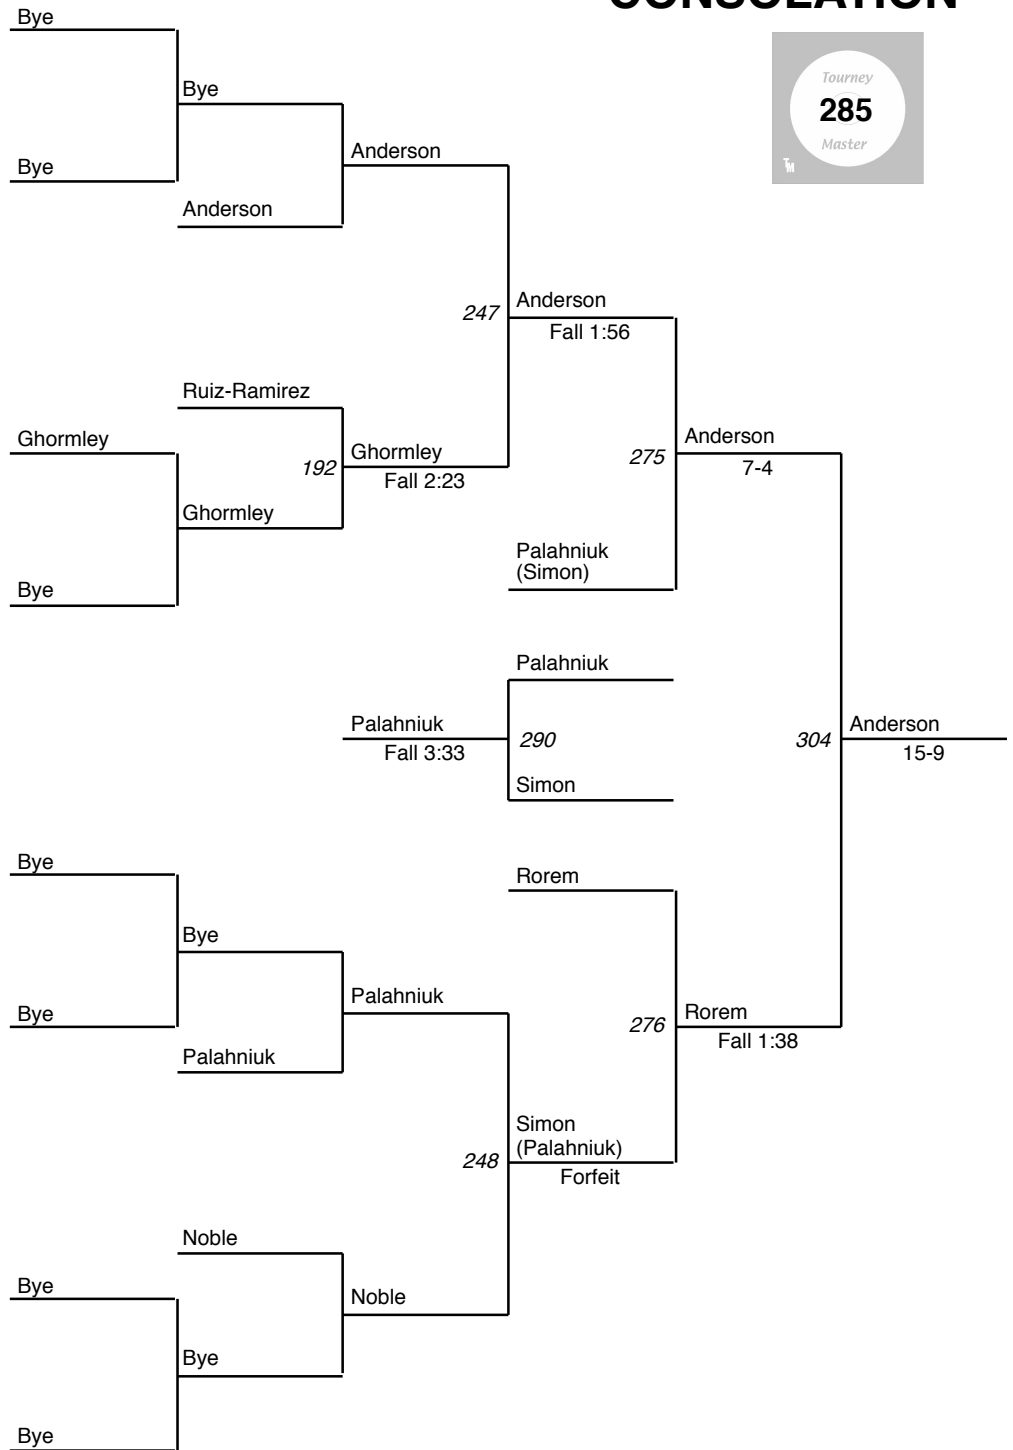 CONSOLATION
Bye
Tourney
285
Master
TM
Bye
Anderson
Bye
Anderson
Anderson
247
Fall 1:56
Ruiz-Ramirez
Ghormley
Anderson
Ghormley
275
192
7-4
Fall 2:23
Ghormley
Palahniuk
(Simon)
Bye
Palahniuk
Palahniuk
Anderson
290
304
Fall 3:33
15-9
Simon
Bye
Rorem
Bye
Palahniuk
Bye
Rorem
276
Fall 1:38
Palahniuk
Simon
(Palahniuk)
248
Forfeit
Noble
Bye
Noble
Bye
Bye